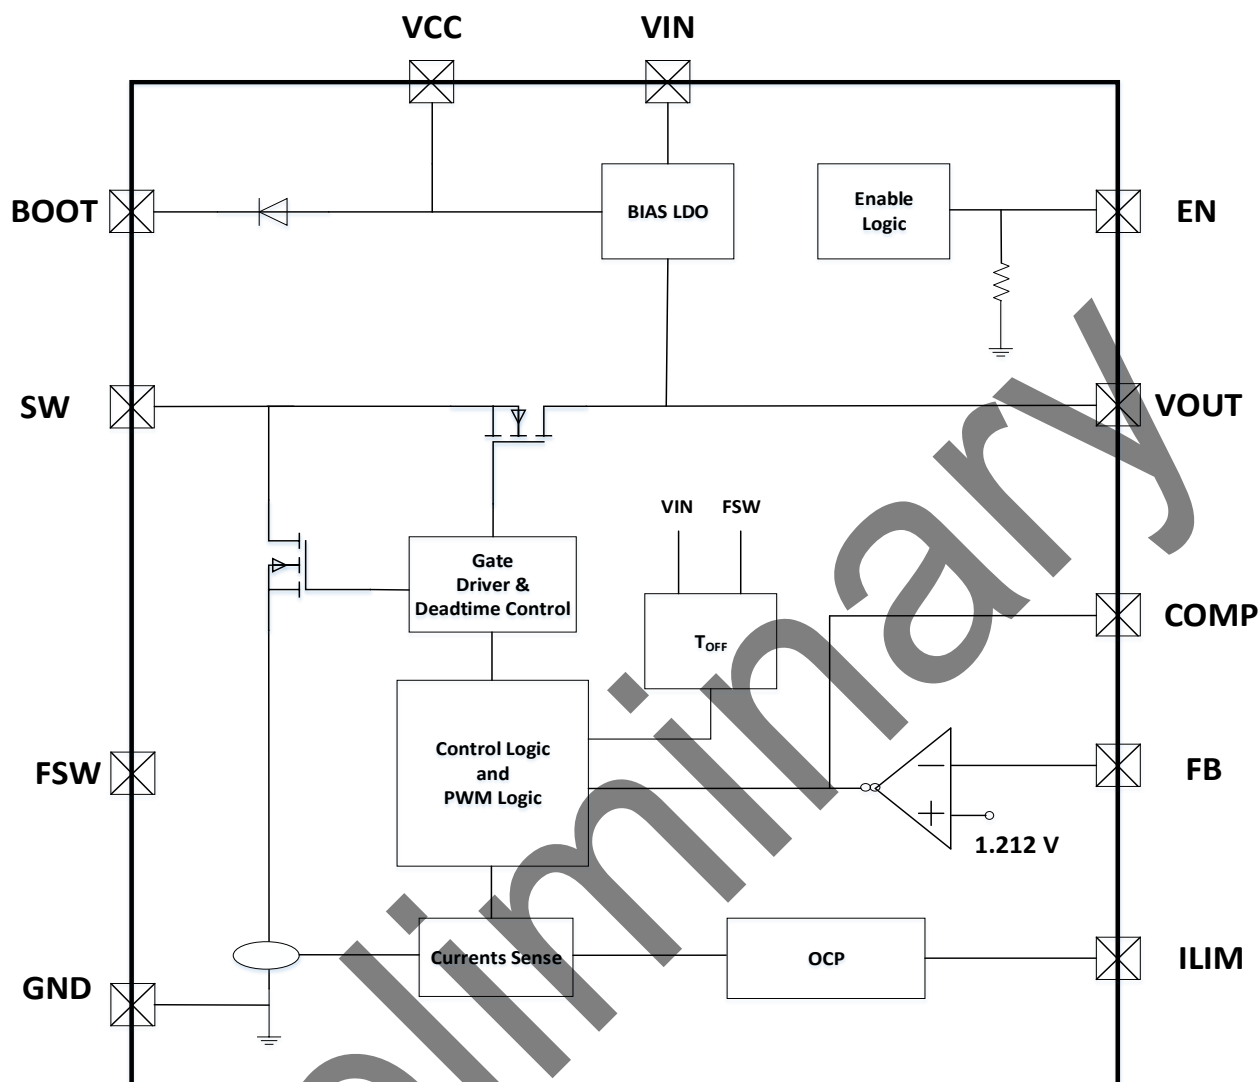 VCC
VIN
BOOT
BIAS LDO
Enable
Logic
EN
SW
VOUT
VIN
FSW
Gate
Driver &
Deadtime Control
TOFF
COMP
Control Logic
and
PWM Logic
FSW
FB
1.212 V
Currents Sense
OCP
ILIM
GND
eliminary